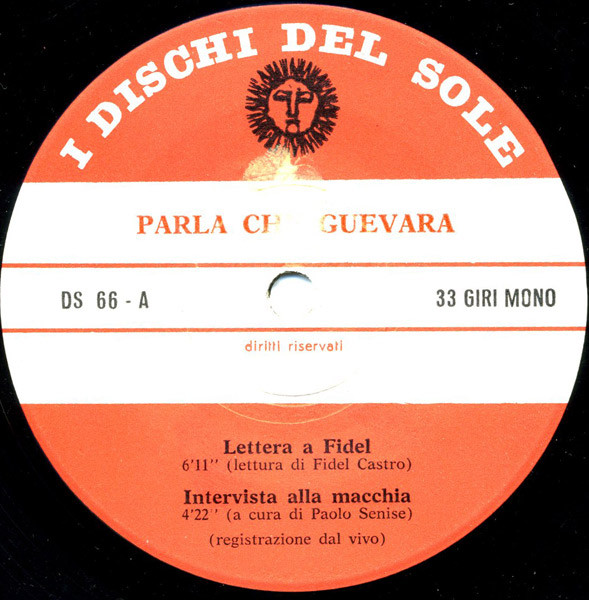 I DISCHI DEL SOLE
PARLA GUEVARA
DS 66 - A
33 GIRI MONO
diritti riservati
Lettera a Fidel
6'11" (lettura di Fidel Castro)
Intervista alla macchia
4'22" (a cura di Paolo Senise)
(registrazione dal vivo)